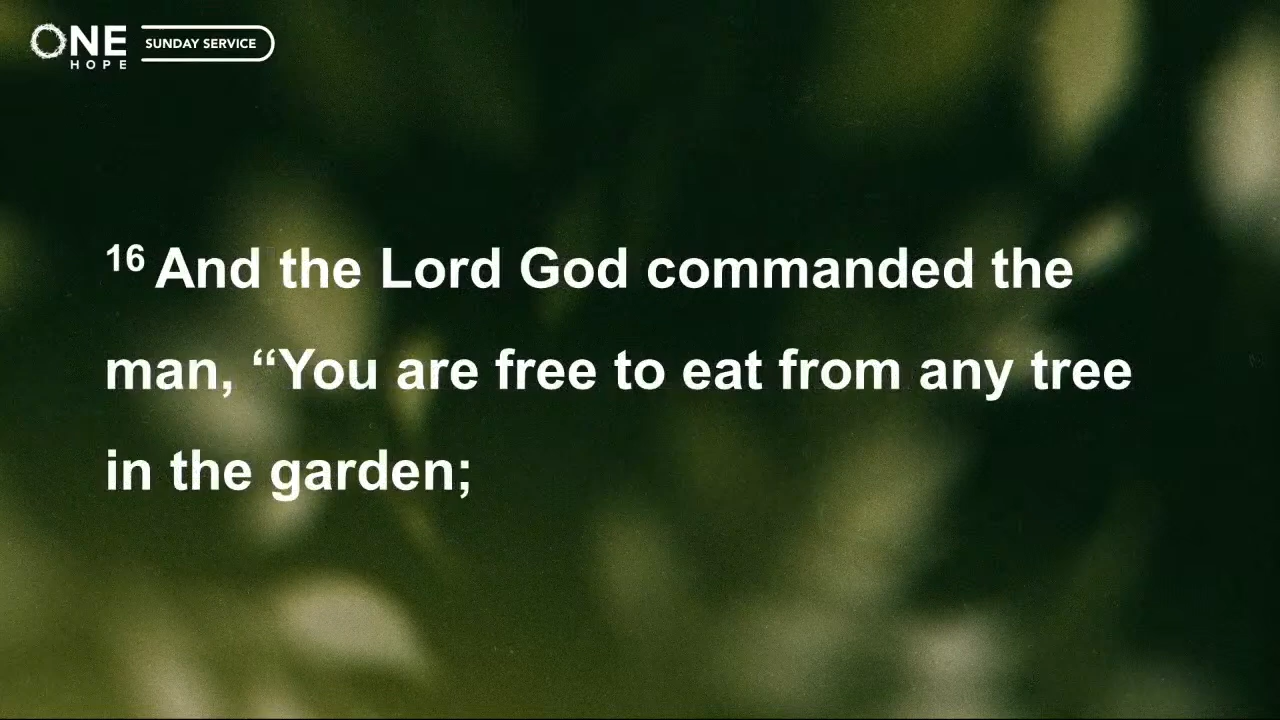 ONE
HOPE
SUNDAY SERVICE
16 And the Lord God commanded the
man, “You are free to eat from any tree
in the garden;